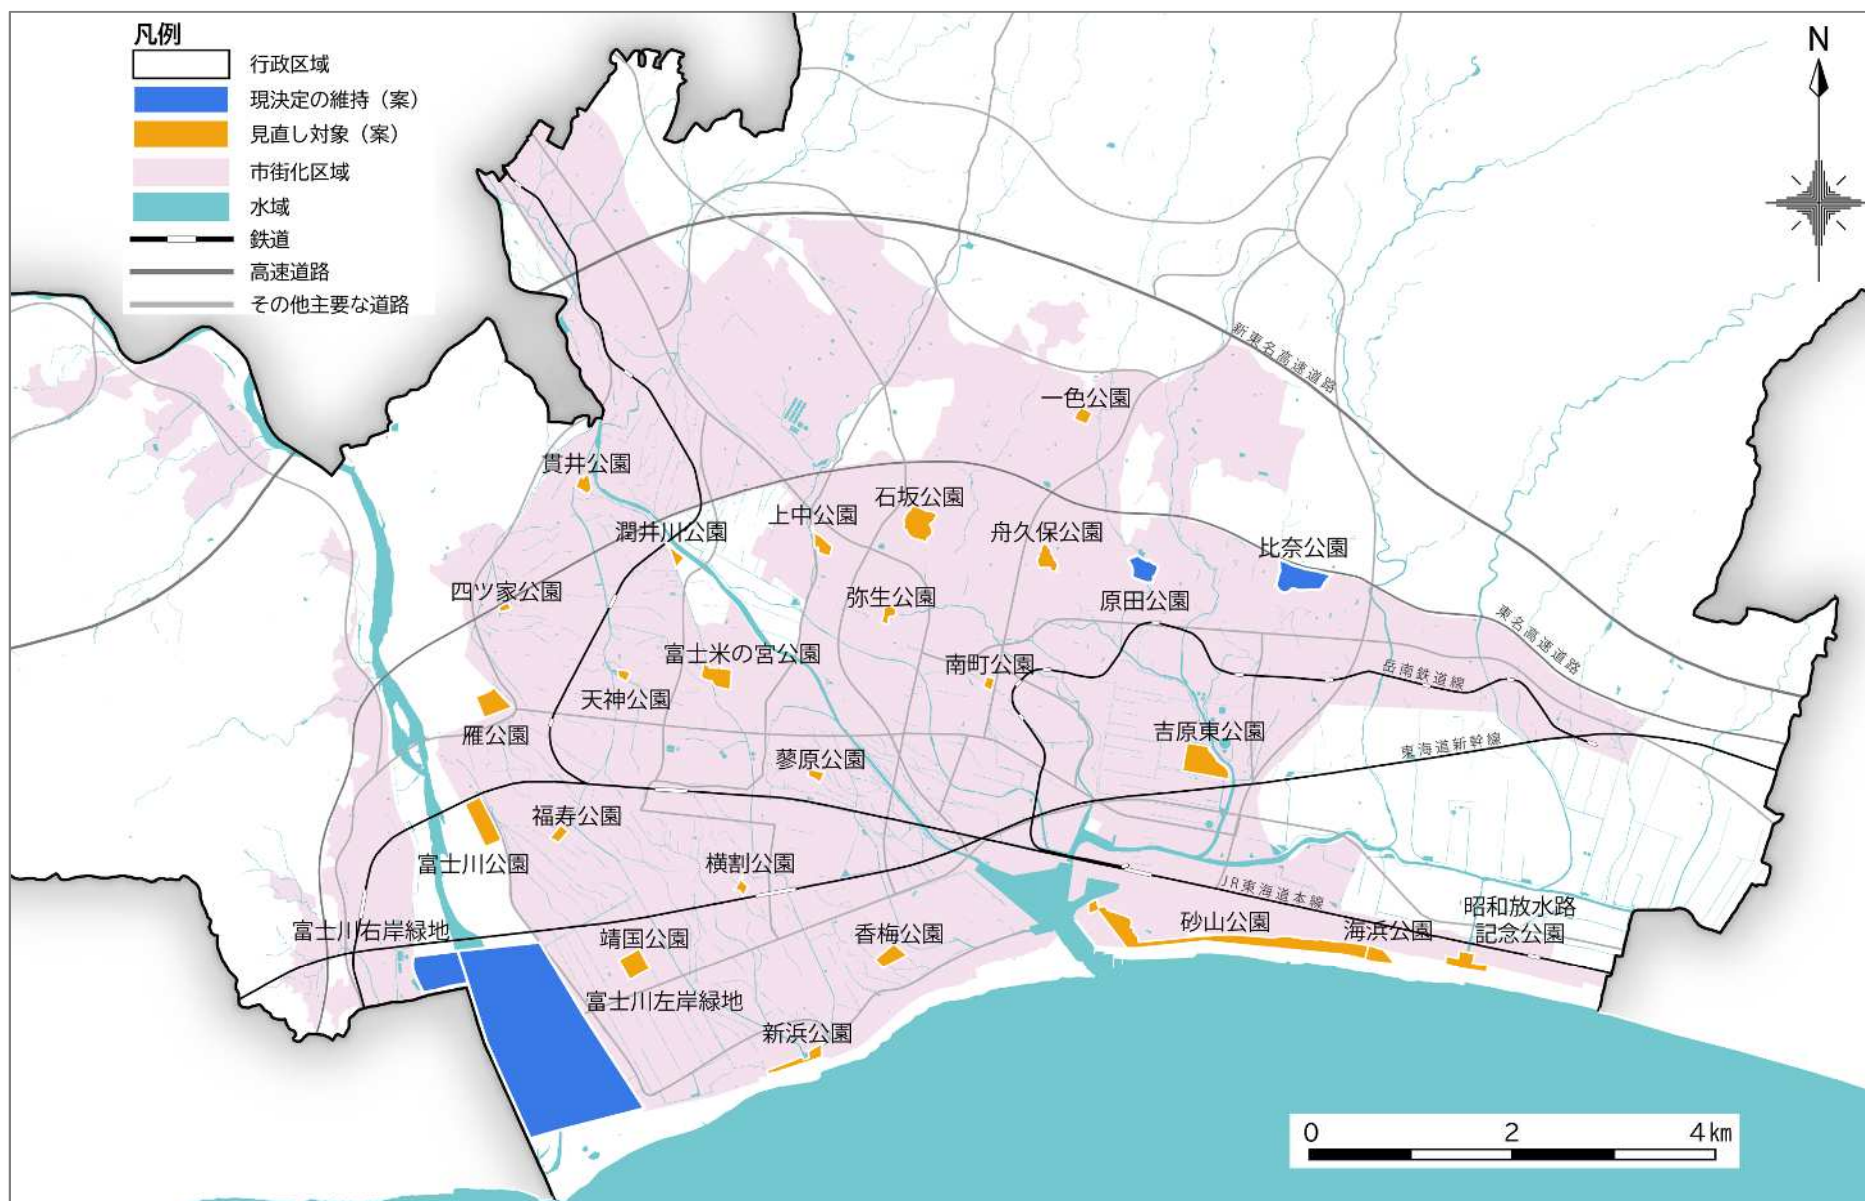 凡例
行政区域
現決定の維持（案）
見直し対象（案）
市街化区域
水域
鉄道
高速道路
その他主要な道路
N
新東名高速道路
一色公園
貫井公園
石坂公園
上中公園
潤井川公園
舟久保公園
比奈公園
四ツ家公園
弥生公園
原田公園
富士米の宮公園
南町公園
東名高速道路
岳南鉄道線
天神公園
雁公園
吉原東公園
東海道新幹線
蓼原公園
福寿公園
富士川公園
横割公園
JR東海道本線
富士川右岸緑地
靖国公園
香梅公園
砂山公園
海浜公園
昭和放水路
記念公園
富士川左岸緑地
新浜公園
0 2 4km